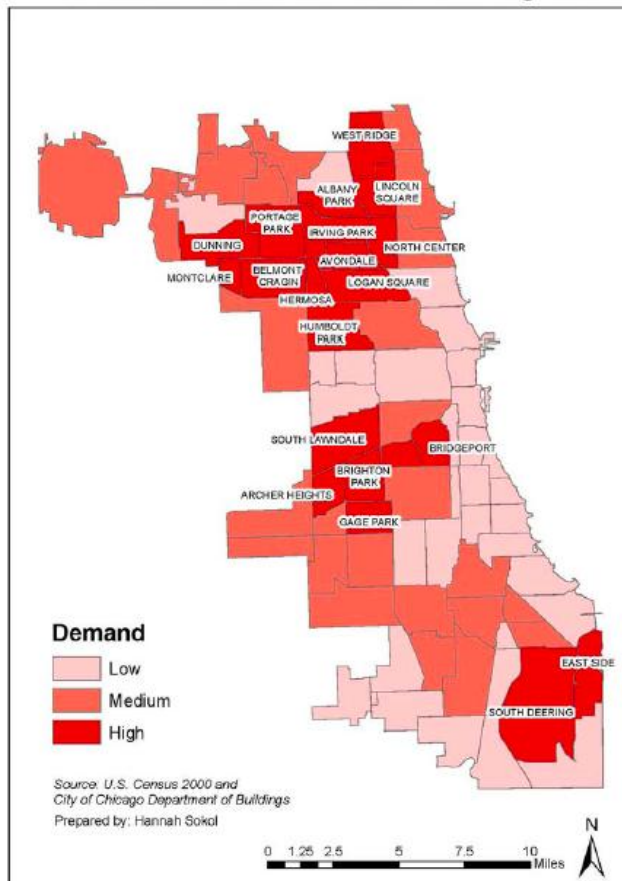 WEST RIDGE
ALBANY
PARK
LINCOLN
SQUARE
PORTAGE
PARK
IRVING PARK
DUNNING
NORTH CENTER
AVONDALE
MONTCLARE
BELMONT
CRAGIN
LOGAN SQUARE
HERMOSA
HUMBOLDT
PARK
SOUTH LAWNDALE
BRIDGEPORT
BRIGHTON
PARK
ARCHER HEIGHTS
GAGE PARK
EAST SIDE
SOUTH DEERING
Demand
Low
Medium
High
Source: U.S. Census 2000 and
City of Chicago Department of Buildings
Prepared by: Hannah Sokol
N
0 1.25 2.5 5 7.5 10
Miles